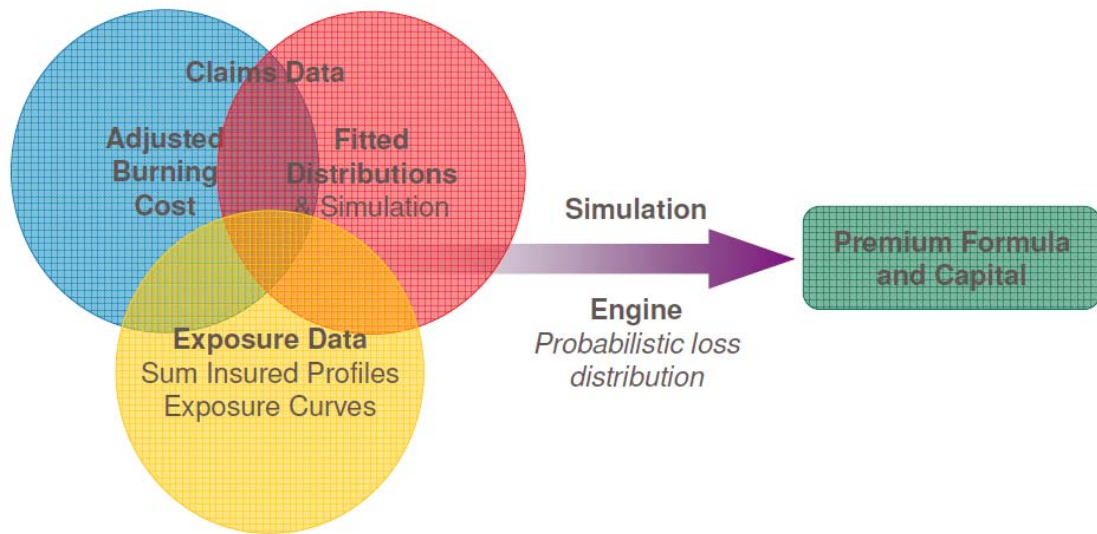 Claims Data
Adjusted
Burning
Cost
Fitted
Distributions
& Simulation
Exposure Data
Sum Insured Profiles
Exposure Curves
Simulation
Engine
Probabilistic loss
distribution
Premium Formula
and Capital